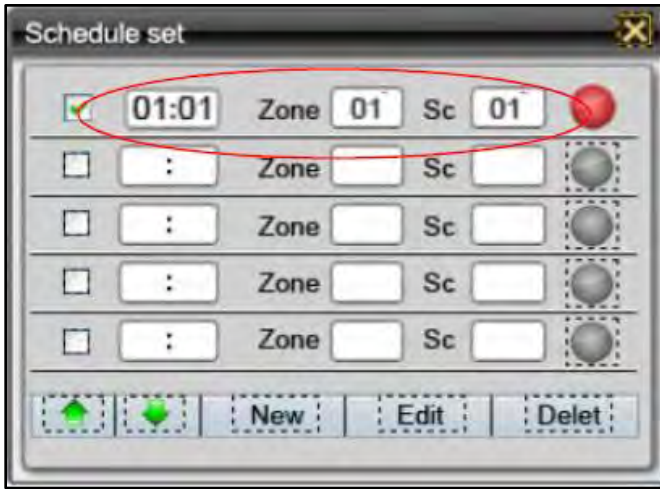 Schedule set
01:01 Zone 01 Sc 01
: Zone Sc
: Zone Sc
: Zone Sc
: Zone Sc
New Edit Delet